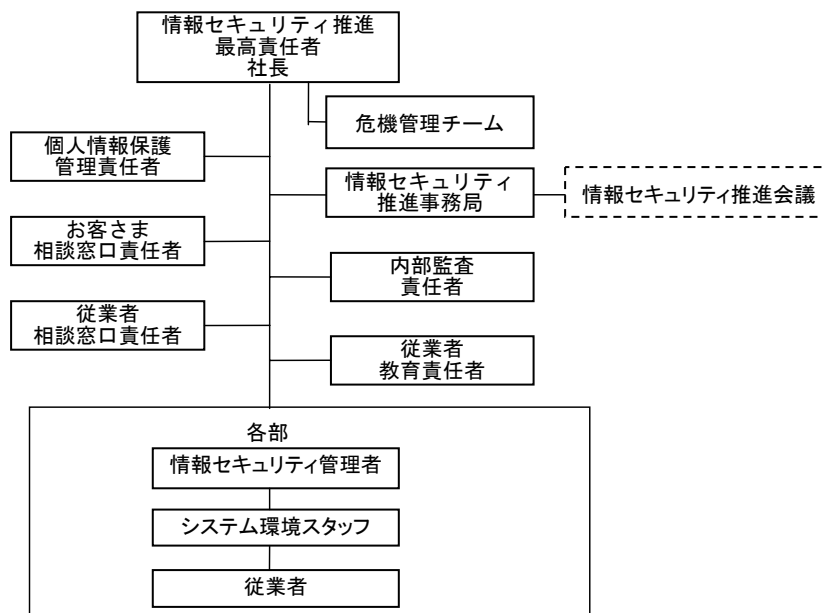 情報セキュリティ推進
最高責任者
社長
危機管理チーム
個人情報保護
管理責任者
情報セキュリティ
推進事務局
情報セキュリティ推進会議
お客さま
相談窓口責任者
内部監査
責任者
従業者
相談窓口責任者
従業者
教育責任者
各部
情報セキュリティ管理者
システム環境スタッフ
従業者